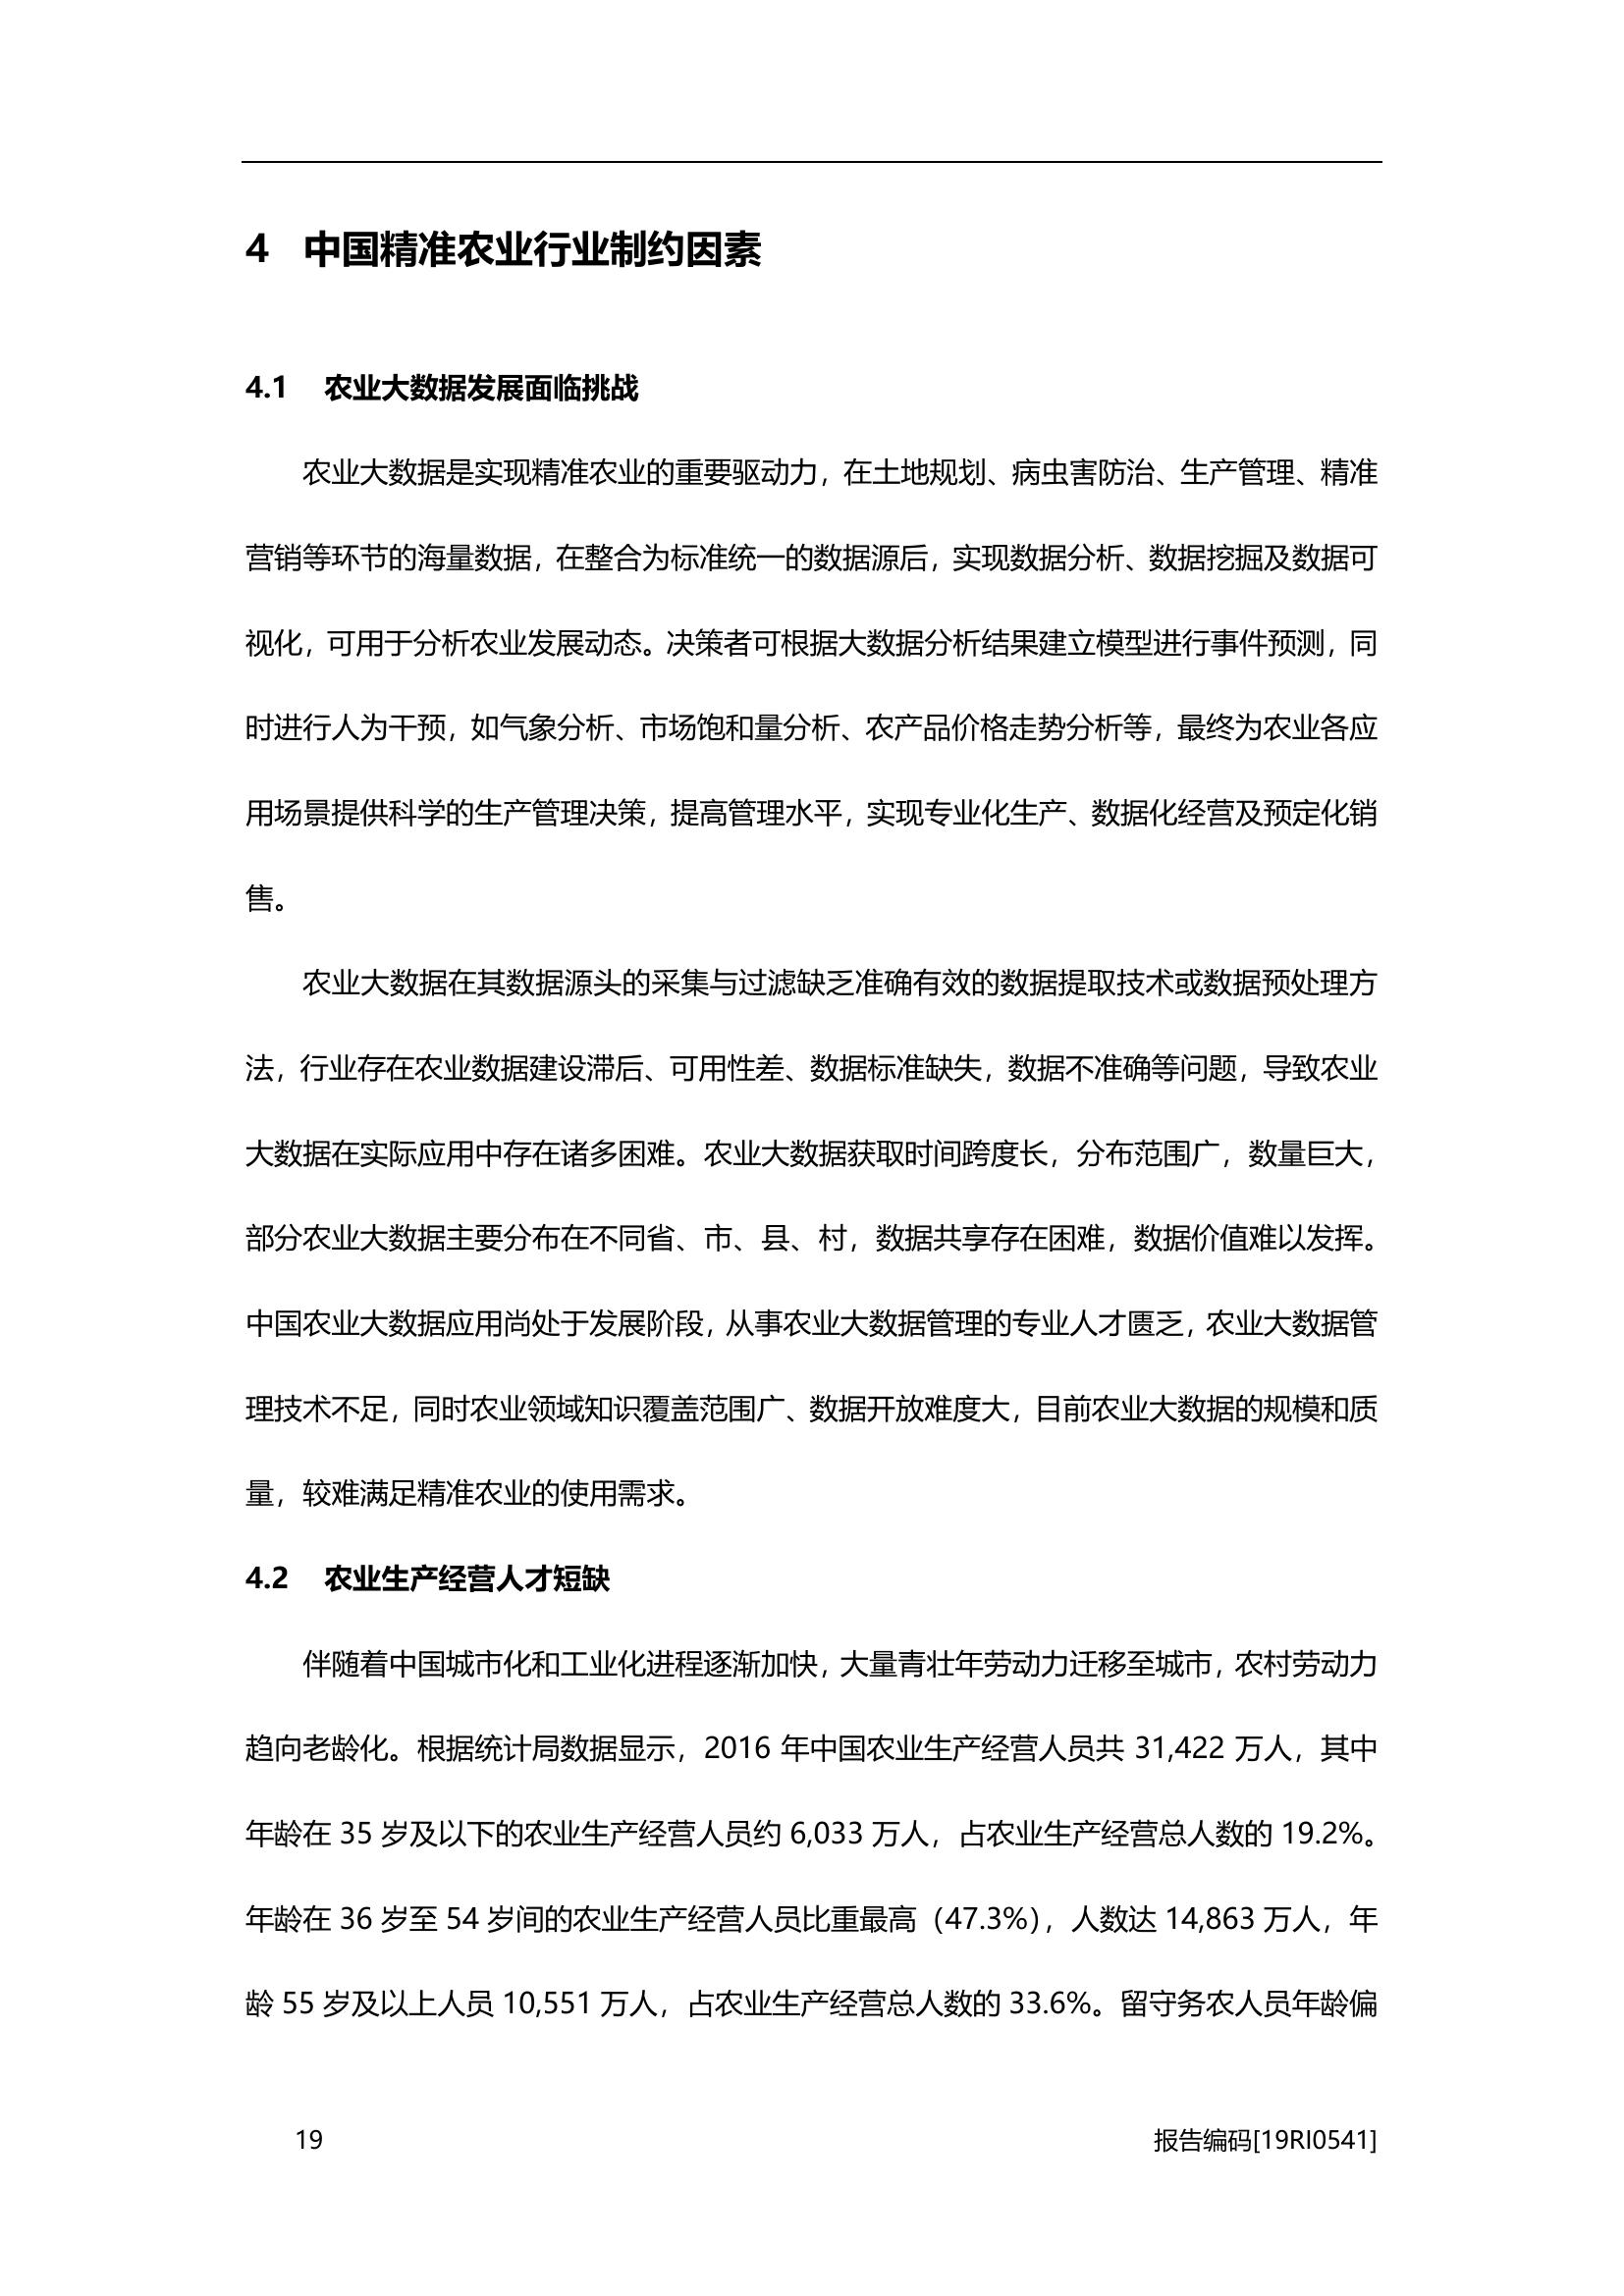 4 中国精准农业行业制约因素
4.1 农业大数据发展面临挑战
农业大数据是实现精准农业的重要驱动力，在土地规划、病虫害防治、生产管理、精准
营销等环节的海量数据，在整合为标准统一的数据源后，实现数据分析、数据挖掘及数据可
视化，可用于分析农业发展动态。决策者可根据大数据分析结果建立模型进行事件预测，同
时进行人为干预，如气象分析、市场饱和量分析、农产品价格走势分析等，最终为农业各应
用场景提供科学的生产管理决策，提高管理水平，实现专业化生产、数据化经营及预定化销
售。
农业大数据在其数据源头的采集与过滤缺乏准确有效的数据提取技术或数据预处理方
法，行业存在农业数据建设滞后、可用性差、数据标准缺失，数据不准确等问题，导致农业
大数据在实际应用中存在诸多困难。农业大数据获取时间跨度长，分布范围广，数量巨大，
部分农业大数据主要分布在不同省、市、县、村，数据共享存在困难，数据价值难以发挥。
中国农业大数据应用尚处于发展阶段，从事农业大数据管理的专业人才匮乏，农业大数据管
理技术不足，同时农业领域知识覆盖范围广、数据开放难度大，目前农业大数据的规模和质
量，较难满足精准农业的使用需求。
4.2 农业生产经营人才短缺
伴随着中国城市化和工业化进程逐渐加快，大量青壮年劳动力迁移至城市，农村劳动力
趋向老龄化。根据统计局数据显示，2016 年中国农业生产经营人员共 31,422 万人，其中
年龄在 35 岁及以下的农业生产经营人员约 6,033 万人，占农业生产经营总人数的 19.2%。
年龄在 36 岁至 54 岁间的农业生产经营人员比重最高（47.3%），人数达 14,863 万人，年
龄 55 岁及以上人员 10,551 万人，占农业生产经营总人数的 33.6%。留守务农人员年龄偏
19
报告编码[19RI0541]